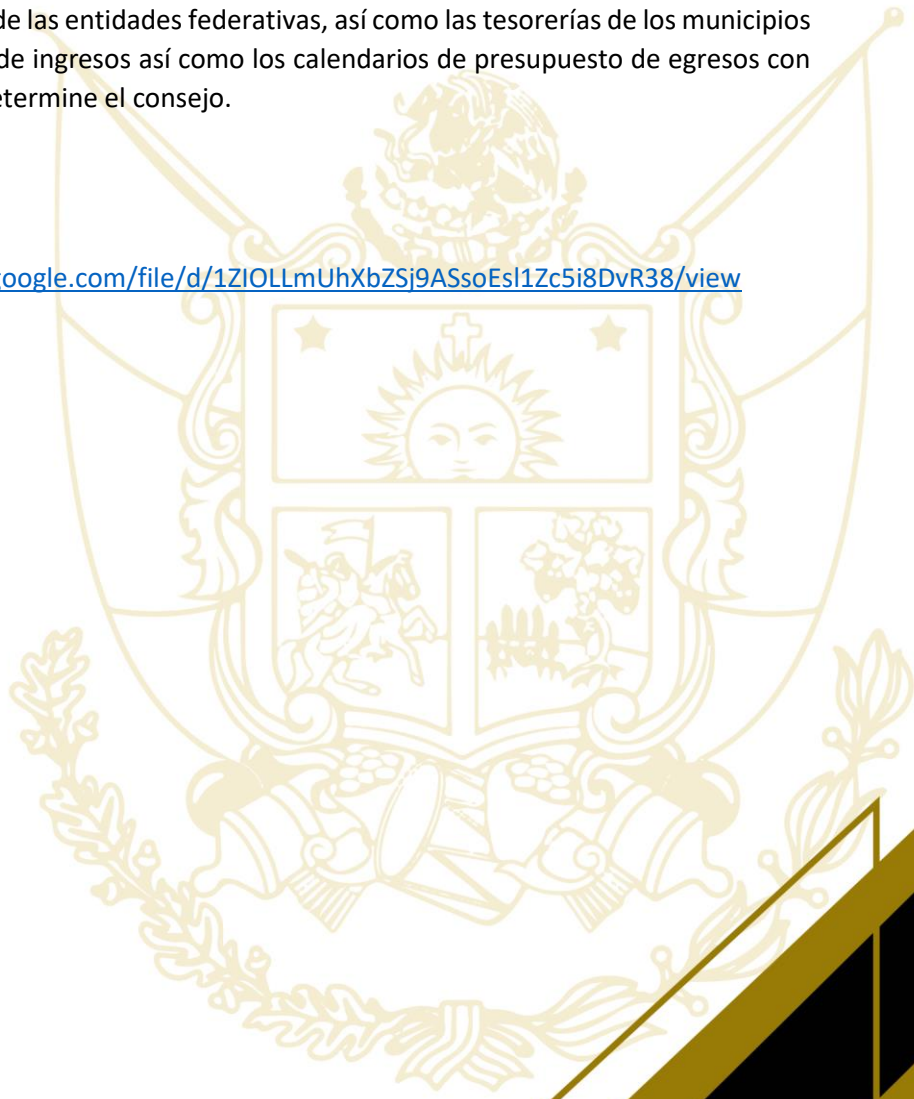 de las entidades federativas, así como las tesorerías de los municipios
de ingresos así como los calendarios de presupuesto de egresos con
etermine el consejo.
google.com/file/d/1ZIOLLmUhXbZSj9ASsoEsl1Zc5i8DvR38/view